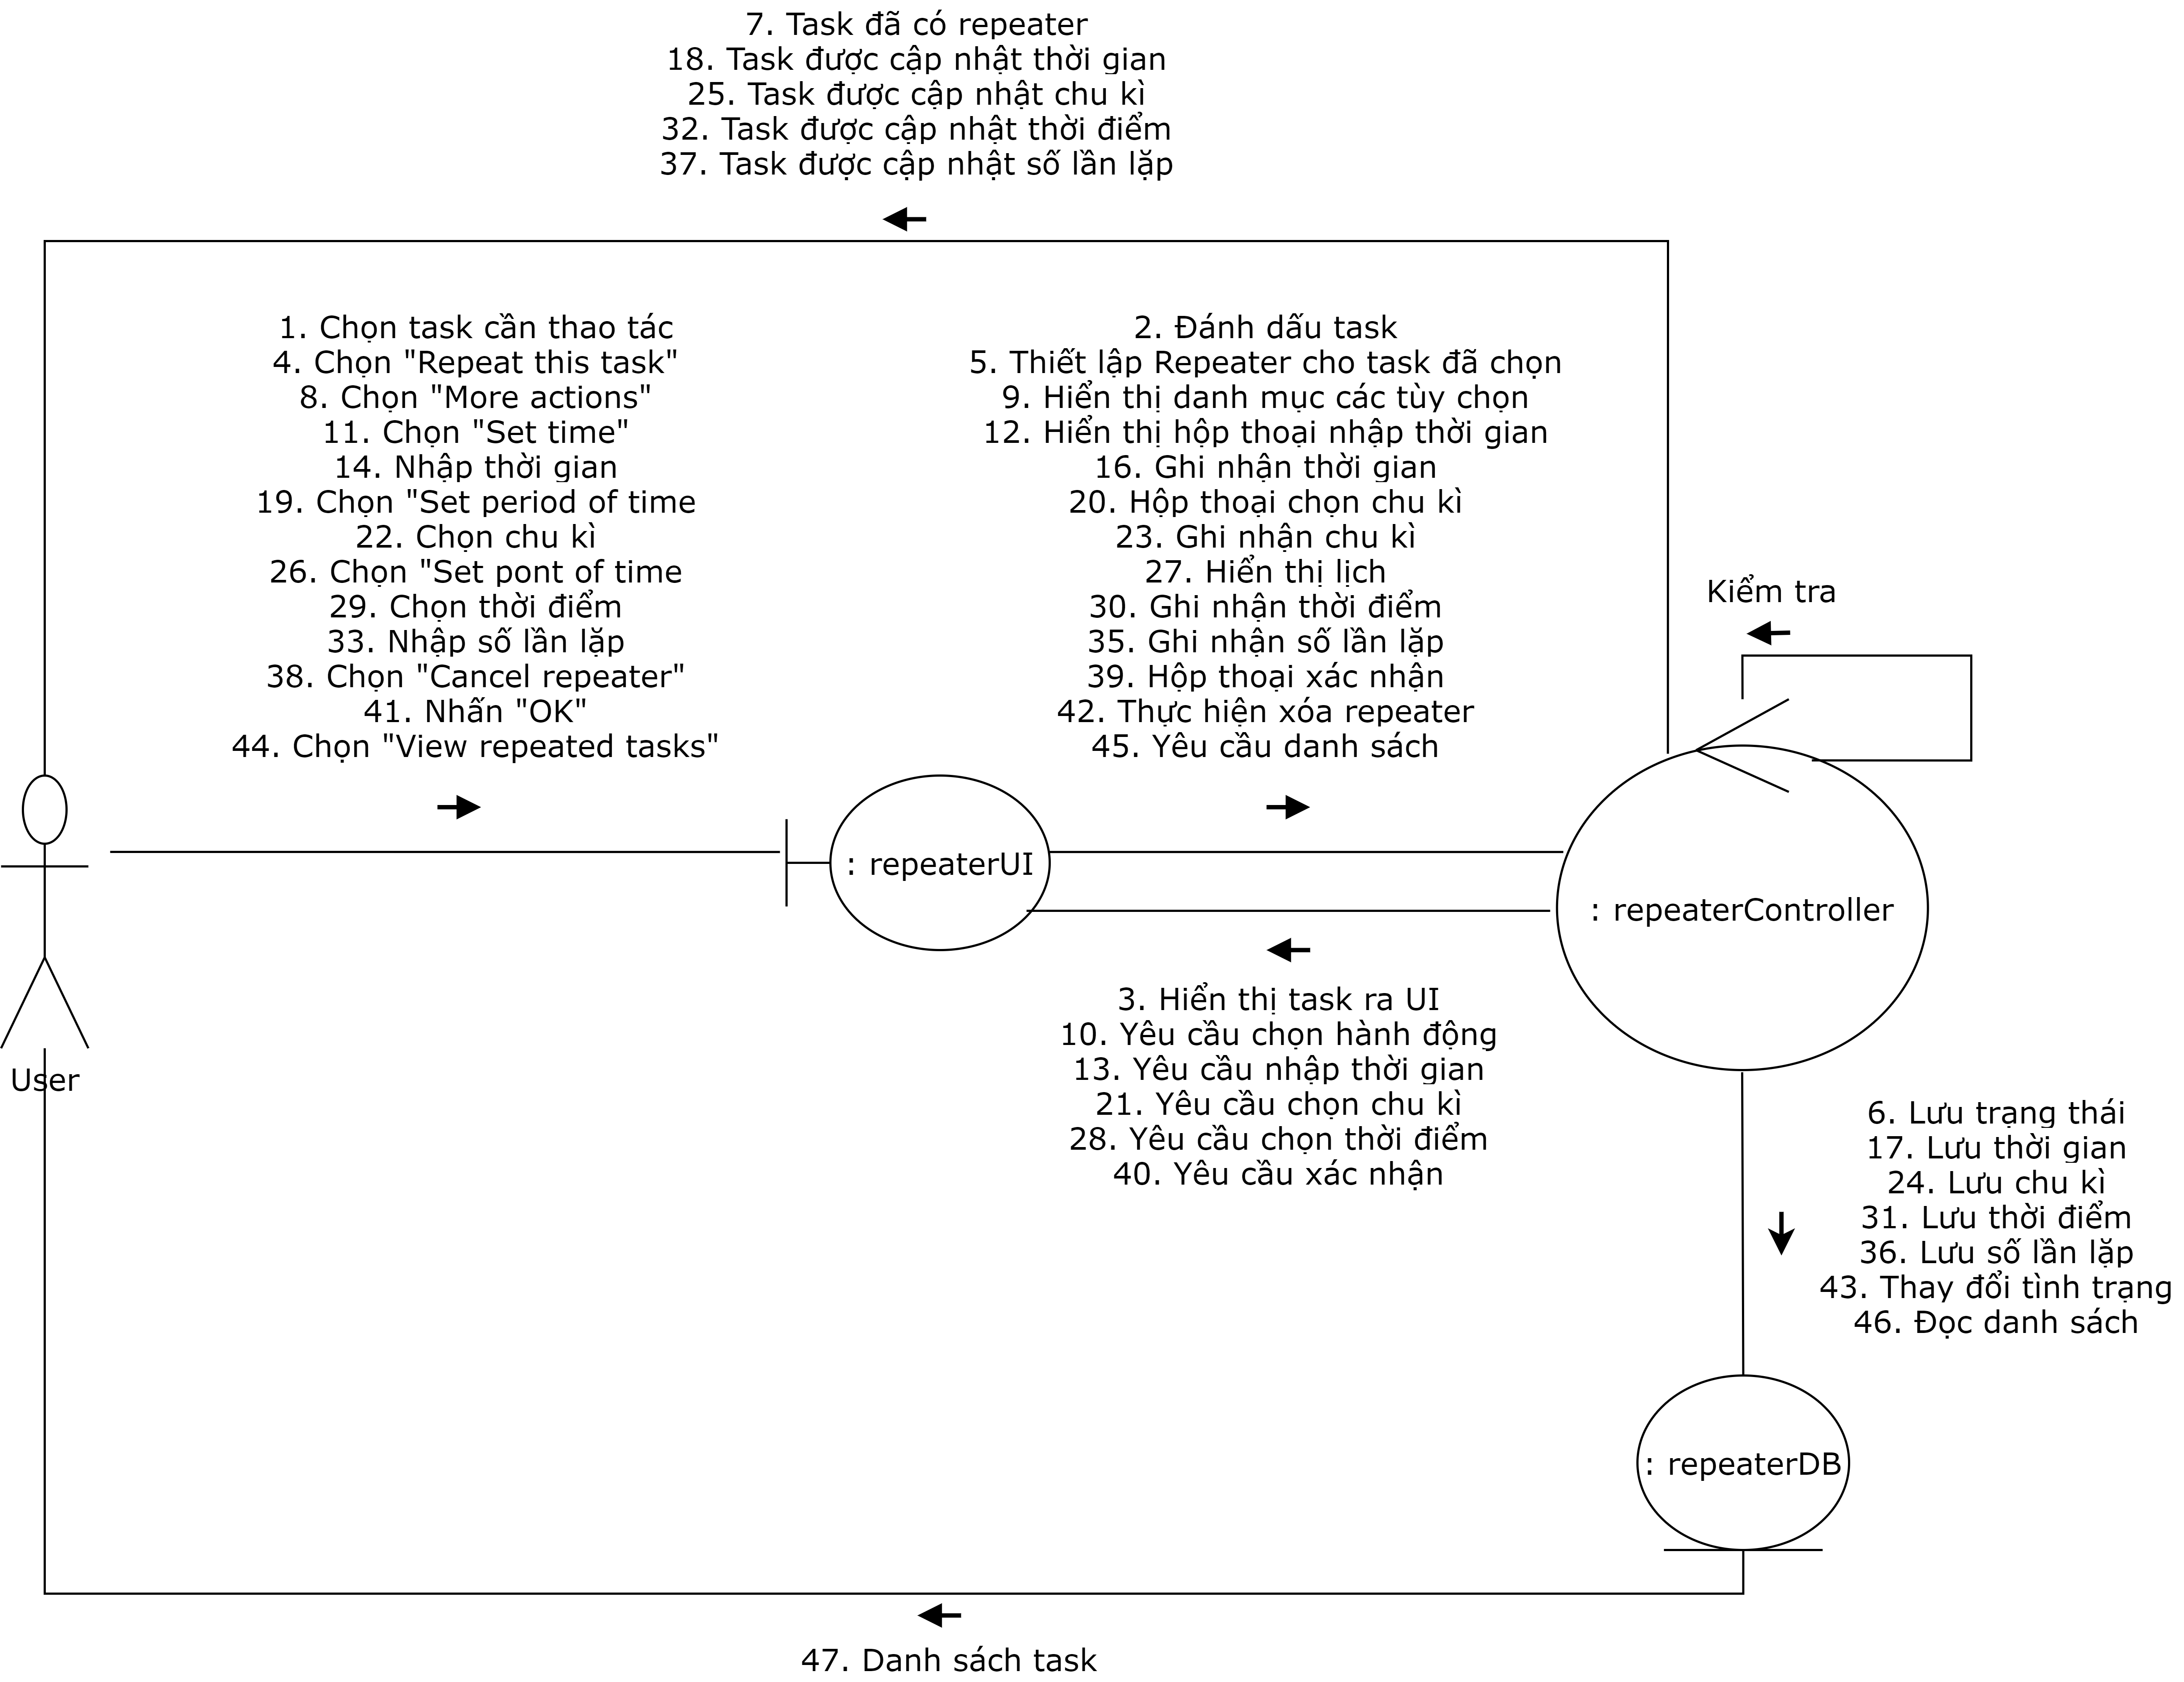 7. Task đã có repeater
18. Task được cập nhật thời gian
25. Task được cập nhật chu kì
32. Task được cập nhật thời điểm
37. Task được cập nhật số lần lặp
1. Chọn task cần thao tác
4. Chọn "Repeat this task"
8. Chọn "More actions"
11. Chọn "Set time"
14. Nhập thời gian
19. Chọn "Set period of time
22. Chọn chu kì
26. Chọn "Set pont of time
29. Chọn thời điểm
33. Nhập số lần lặp
38. Chọn "Cancel repeater"
41. Nhấn "OK"
44. Chọn "View repeated tasks"
2. Đánh dấu task
5. Thiết lập Repeater cho task đã chọn
9. Hiển thị danh mục các tùy chọn
12. Hiển thị hộp thoại nhập thời gian
16. Ghi nhận thời gian
20. Hộp thoại chọn chu kì
23. Ghi nhận chu kì
27. Hiển thị lịch
30. Ghi nhận thời điểm
35. Ghi nhận số lần lặp
39. Hộp thoại xác nhận
42. Thực hiện xóa repeater
45. Yêu cầu danh sách
Kiểm tra
: repeaterUI
: repeaterController
User
3. Hiển thị task ra UI
10. Yêu cầu chọn hành động
13. Yêu cầu nhập thời gian
21. Yêu cầu chọn chu kì
28. Yêu cầu chọn thời điểm
40. Yêu cầu xác nhận
6. Lưu trạng thái
17. Lưu thời gian
24. Lưu chu kì
31. Lưu thời điểm
36. Lưu số lần lặp
43. Thay đổi tình trạng
46. Đọc danh sách
: repeaterDB
47. Danh sách task